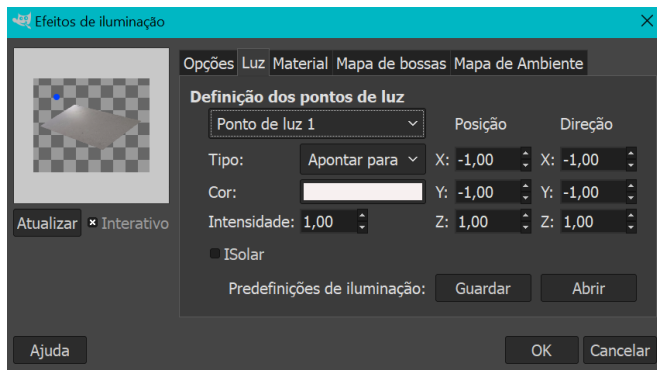 Efeitos de iluminação
Opções Luz Material Mapa de bossas Mapa de Ambiente
Definição dos pontos de luz
Ponto de luz 1 Posição Direção
Tipo: Apontar para X: -1,00 X: -1,00
Cor: Y: -1,00 Y: -1,00
Atualizar Interativo Intensidade: 1,00 Z: 1,00 Z: 1,00
ISolar
Predefinições de iluminação: Guardar Abrir
Ajuda OK Cancelar